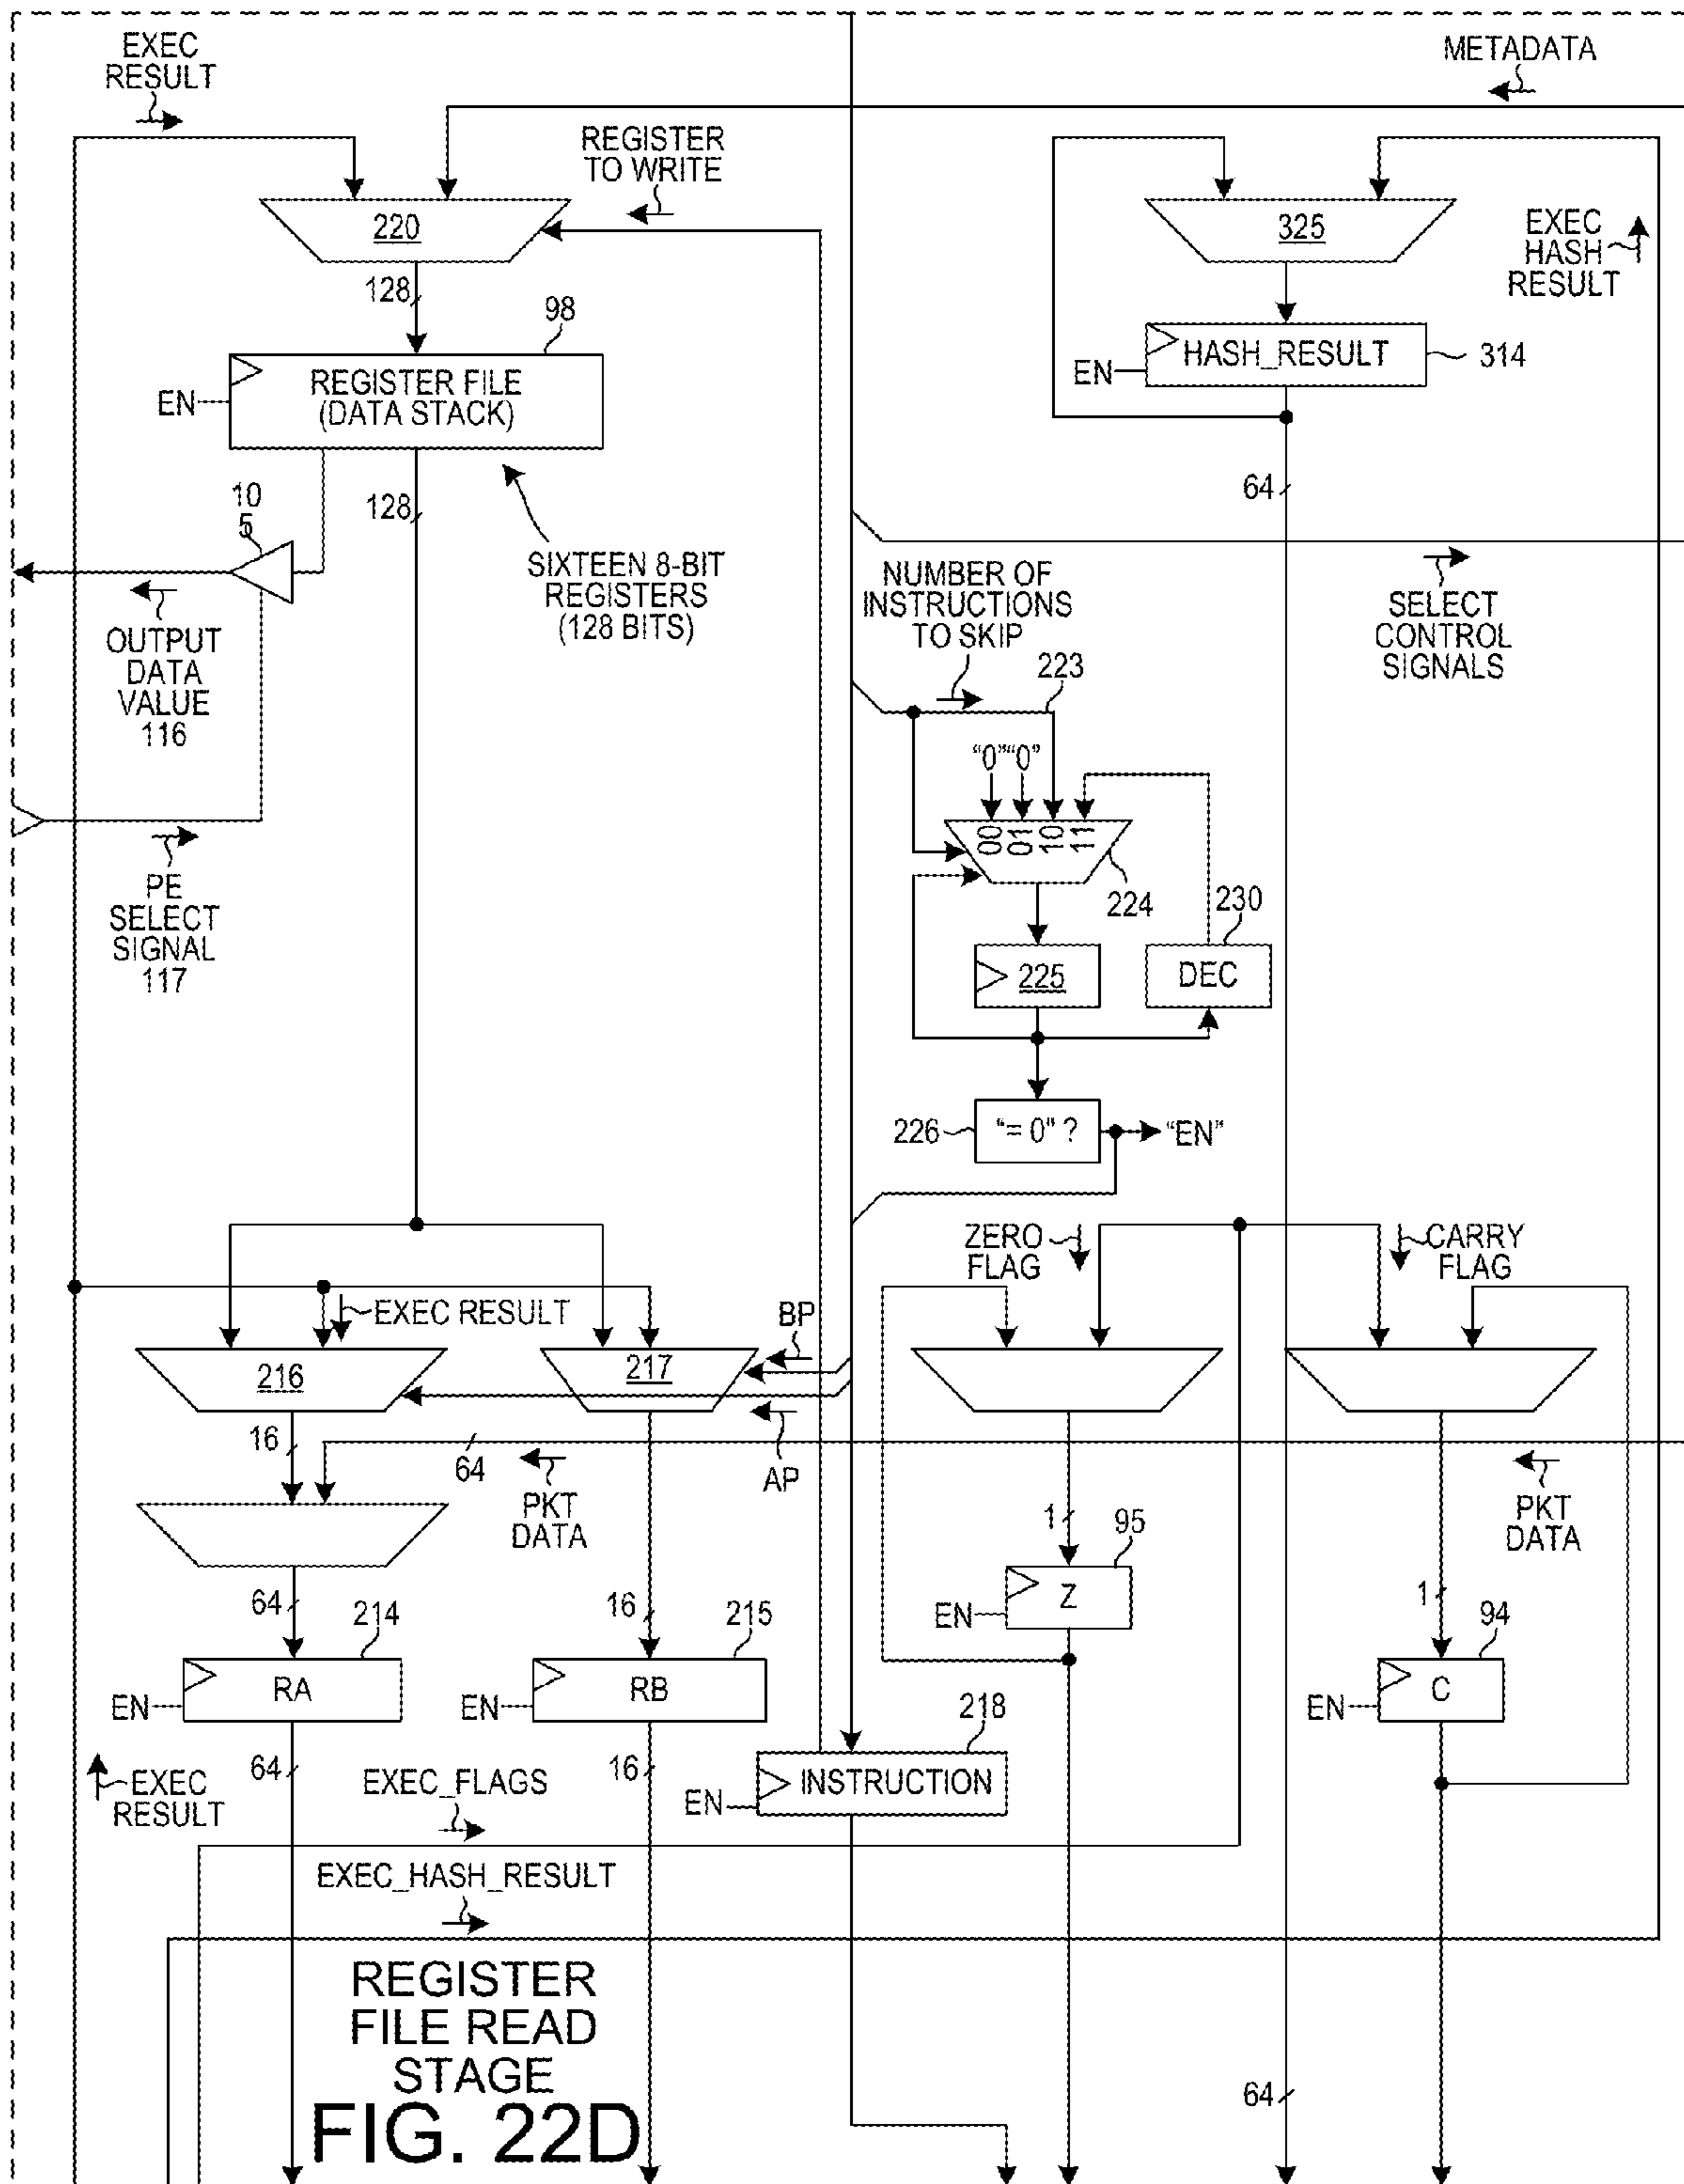 EXEC
RESULT
METADATA
REGISTER
TO WRITE
220
325
EXEC
HASH
RESULT
128
98
REGISTER FILE
(DATA STACK)
EN
HASH_RESULT
314
EN
10
5
128
64
SIXTEEN 8-BIT
REGISTERS
(128 BITS)
NUMBER OF
INSTRUCTIONS
TO SKIP
SELECT
CONTROL
SIGNALS
OUTPUT
DATA
VALUE
116
223
"0""0"
00
01
10
11
224
PE
SELECT
SIGNAL
117
230
225
DEC
226
"= 0" ?
"EN"
ZERO
FLAG
CARRY
FLAG
EXEC RESULT
BP
216
217
16
64
AP
PKT
DATA
PKT
DATA
1
95
Z
EN
64
214
16
215
1
94
RA
EN
RB
EN
C
EN
218
INSTRUCTION
EN
EXEC
RESULT
64
EXEC_FLAGS
16
EXEC_HASH_RESULT
REGISTER
FILE READ
STAGE
64
FIG. 22D